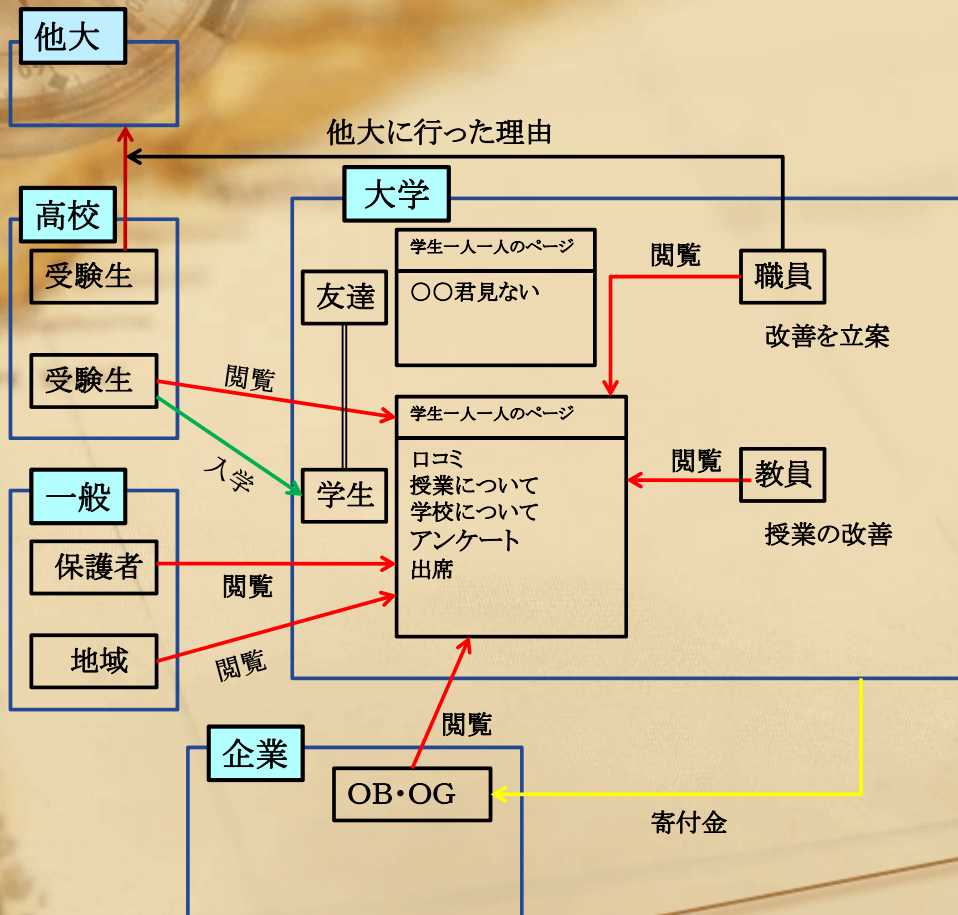 他大
他大に行った理由
高校
受験生
受験生
大学
学生一人一人のページ
〇〇君見ない
友達
閲覧
職員
改善を立案
閲覧
入学
学生
学生一人一人のページ
口コミ
授業について
学校について
アンケート
出席
閲覧
教員
授業の改善
一般
保護者
閲覧
地域
閲覧
閲覧
企業
OB・OG
寄付金